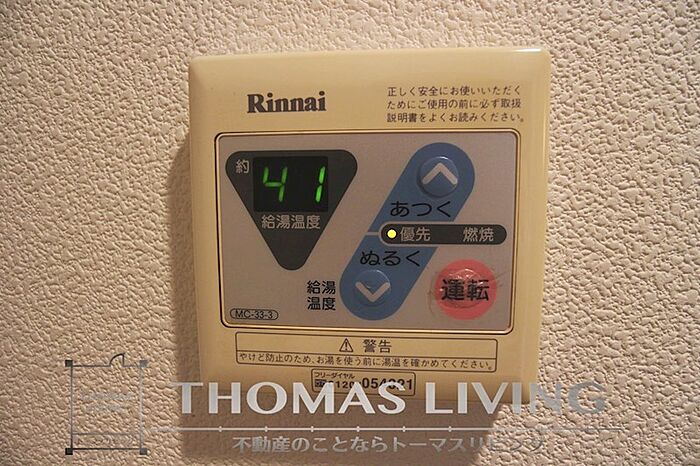 Rinnai
正しく安全にお使いいただく
ためにご使用の前に必ず取扱
説明書をよくお読みください。
約
41
給湯温度
あつく
優先 燃焼
ぬるく
給湯
温度
運転
MC-33-3
警告
やけど防止のため、お湯を使う前に湯温を確かめてください。
フリーダイヤル
0120-054321
THOMAS LIVING
不動産のことならトーマスリビング